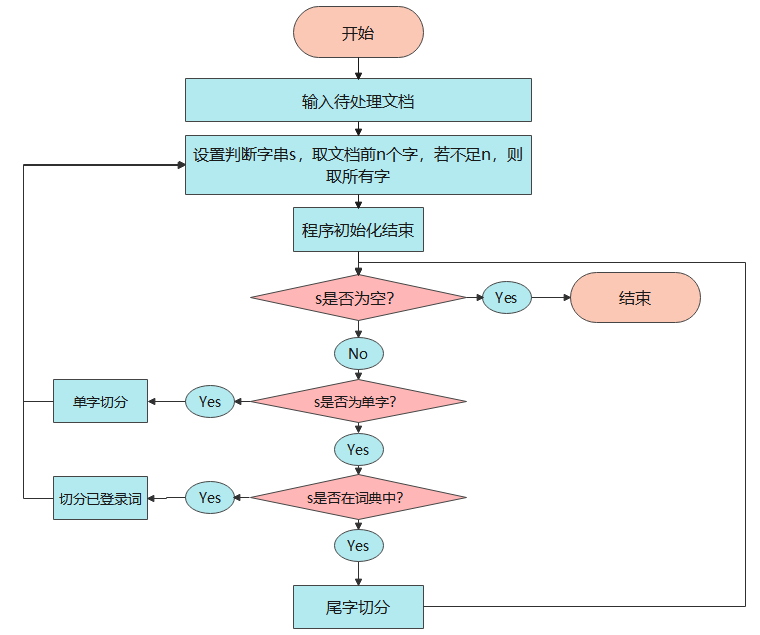 开始
输入待处理文档
设置判断字串s，取文档前n个字，若不足n，则
取所有字
程序初始化结束
s是否为空？
Yes
结束
No
单字切分
Yes
s是否为单字？
Yes
切分已登录词
Yes
s是否在词典中？
Yes
尾字切分